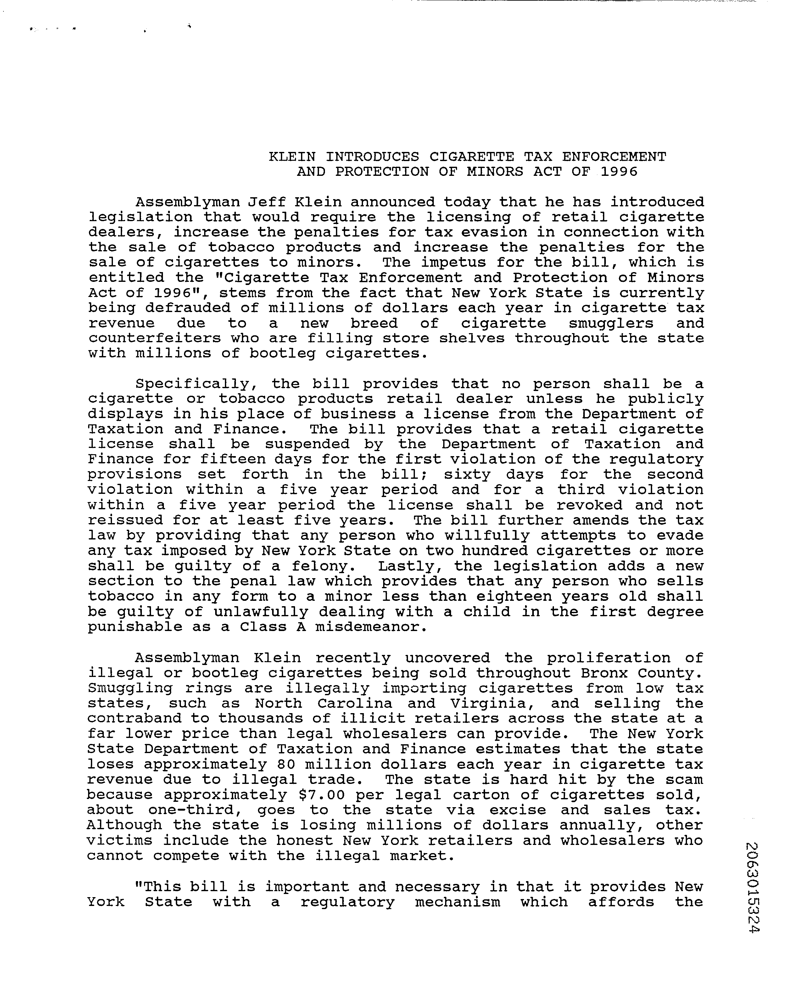 KLEIN INTRODUCES CIGARETTE TAX ENFORCEMENT
AND PROTECTION OF MINORS ACT OF 1996
Assemblyman Jeff Klein announced today that he has introduced
legislation that would require the licensing of retail cigarette
dealers, increase the penalties for tax evasion in connection with
the sale of tobacco products and increase the penalties for the
sale of cigarettes to minors. The impetus for the bill, which is
entitled the "Cigarette Tax Enforcement and Protection of Minors
Act of 1996", stems from the fact that New York State is currently
being defrauded of millions of dollars each year in cigarette tax
revenue due to a new breed of cigarette smugglers and
counterfeiters who are filling store shelves throughout the state
with millions of bootleg cigarettes.
Specifically, the bill provides that no person shall be a
cigarette or tobacco products retail dealer unless he publicly
displays in his place of business a license from the Department of
Taxation and Finance. The bill provides that a retail cigarette
license shall be suspended by the Department of Taxation and
Finance for fifteen days for the first violation of the regulatory
provisions set forth in the bill; sixty days for the second
violation within a five year period and for a third violation
within a five year period the license shall be revoked and not
reissued for at least five years. The bill further amends the tax
law by providing that any person who willfully attempts to evade
any tax imposed by New York State on two hundred cigarettes or more
shall be guilty of a felony. Lastly, the legislation adds a new
section to the penal law which provides that any person who sells
tobacco in any form to a minor less than eighteen years old shall
be guilty of unlawfully dealing with a child in the first degree
punishable as a Class A misdemeanor.
Assemblyman Klein recently uncovered the proliferation of
illegal or bootleg cigarettes being sold throughout Bronx County.
Smuggling rings are illegally importing cigarettes from low tax
states, such as North Carolina and Virginia, and selling the
contraband to thousands of illicit retailers across the state at a
far lower price than legal wholesalers can provide. The New York
State Department of Taxation and Finance estimates that the state
loses approximately 80 million dollars each year in cigarette tax
revenue due to illegal trade. The state is hard hit by the scam
because approximately $7.00 per legal carton of cigarettes sold,
about one-third, goes to the state via excise and sales tax.
Although the state is losing millions of dollars annually, other
victims include the honest New York retailers and wholesalers who
cannot compete with the illegal market.
"This bill is important and necessary in that it provides New
York State with a regulatory mechanism which affords the
2063015324